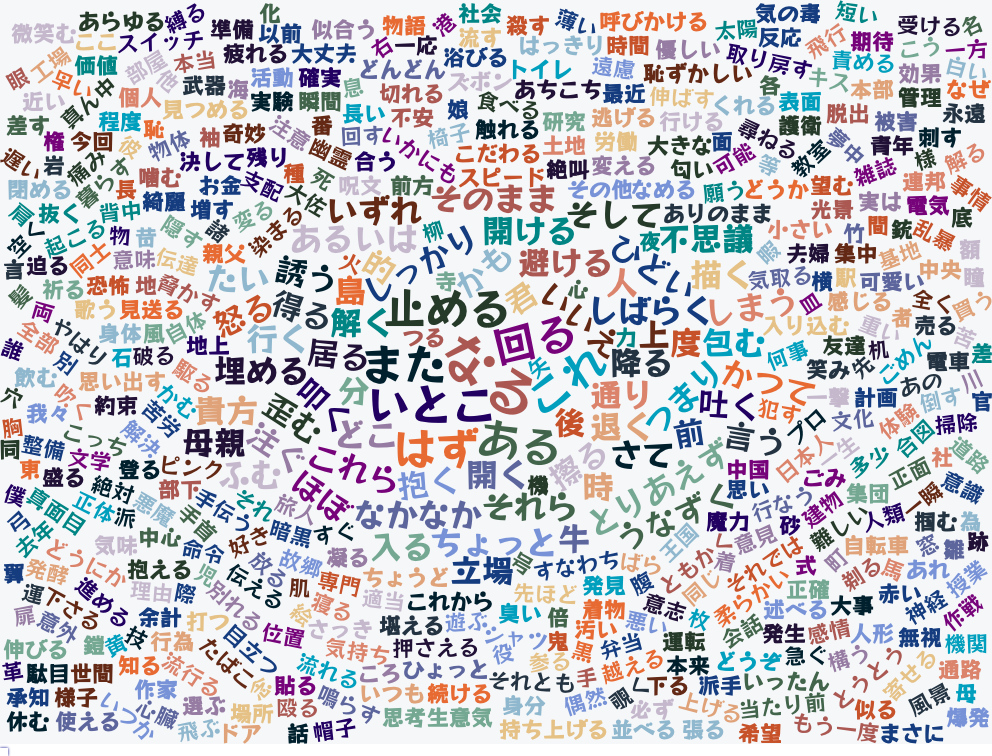 微笑む
あらゆる
縛る
準備
化
以前
似合う
物語
港
社会
殺す
薄い
呼びかける
太陽
気の毒
反応
短い
受ける
名
ここ
スイッチ
疲れる
大丈夫
右
一応
流す
はっきり
時間
優しい
取り戻す
飛行
期待
こう
一方
眼
工場
価値
部屋
本当
色
武器
海
活動
確実
どんどん
浴びる
ズボン
トイレ
遠慮
恥ずかしい
各
キス
責める
本部
効果
白い
なぜ
早い
近い
真ん中
個人
見つめる
実験
瞬間
息
切れる
娘
食べる
あちこち
最近
伸ばす
くれる
表面
脱出
管理
永遠
差す
程度
恥
彼
物体
袖
奇妙
注意
番
長い
回す
不安
椅子
触れる
研究
逃げる
行ける
護衛
被害
権
今回
痛み
決して
残り
幽霊
合う
いかにも
こだわる
土地
労働
大きな
面
尋ねる
教室
夢中
青年
刺す
遅い
岩
暮らす
長
噛む
お金
支配
種
死
呪文
前方
スピード
絶叫
変える
匂い
可能
等
雑誌
様
解る
閉める
抜く
背中
綺麗
増す
変る
大佐
いずれ
そのまま
その他
なめる
願う
どうか
望む
連邦
事情
肩
空く
起こる
物
昔
隠す
諸
染まる
あるいは
柳
開ける
そして
ありのまま
光景
実は
電気
底
言
迫る
同士
意味
伝達
親父
誘う
火
的
しっかり
かも
避ける
ひどい
夜
不思議
小さい
竹
間
銃
乱暴
額
髪
祈る
恐怖
地
脅かす
たい
島
寺
君
人
描く
眼
夫婦
集中
基地
中央
瞳
両
歌う
見送る
怒る
得る
解く
止める
いい
心
しばらく
しまう
気取る
横
駅
可愛い
全く
買う
全部
やはり
身体
風
自体
行く
居る
つる
回る
力
上
度
包む
皿
感じる
入り込む
重い
者
売る
苦
誰
別
石
破る
地上
埋める
また
よる
失う
これ
降る
何事
友達
机
ごめん
電車
差
飲む
吹く
思い出す
駆る
叩く
分
いとこ
通り
つまり
かつて
笑み
先
あの
川
穴
我々
約束
苦労
かむ
貴方
歪む
どこ
はず
ある
後
退く
吐く
一撃
計画
倒す
官
胸
こっち
解決
母親
注ぐ
これら
さて
前
言う
犯す
プロ
文化
体験
合図
掃除
同
整備
文学
登る
ピンク
ふむ
ほぼ
抱く
開く
機
擦る
時
とりあえず
中国
日本人
一生
多少
社
道路
東
盛る
絶対
部下
それ
旅人
なかなか
それら
うなずく
思い
行なう
ごみ
集団
正面
意識
僕
真面目
正体
派
悪魔
手伝う
暗黒
すぐ
入る
ちょっと
牛
魔力
砂
建物
人類
一瞬
掴む
為
去年
どうにか
気味
中心
手首
命令
好き
放る
故郷
凝る
立場
号
すなわち
王国
着く
意見
それでは
難しい
町
自転車
窓
雛
跡
翼
発酵
抱える
児
伝える
肌
専門
ちょうど
ばら
ともかく
同じ
式
剃る
馬
あれ
授業
運
下さる
進める
理由
際
別れる
寝る
適当
これから
先ほど
発見
腹
柔らかい
正確
赤い
神経
作戦
扉
意外
余計
打つ
目立つ
さっき
堪える
遊ぶ
臭い
倍
着物
意志
枚
述べる
大事
伸びる
鎧
黄
技
行為
たばこ
位置
気持ち
押さえる
シャツ
役
鬼
汚い
悪い
運転
会話
発生
感情
人形
無視
機関
革
駄目
世間
知る
流行る
流れる
ころ
ひょっと
参る
黒
弁当
越える
本来
どうぞ
急ぐ
構う
とうとう
寄せる
通路
承知
様子
作家
選ぶ
貼る
鳴らす
いつも
続ける
それとも
手
覗く
下る
派手
いったん
風景
母
休む
使える
いつか
心臓
飛ぶ
場所
ドア
殴る
話
帽子
思考
生意気
身分
偶然
必ず
上げる
当たり前
似る
爆発
持ち上げる
並べる
張る
希望
もう一度
まさに